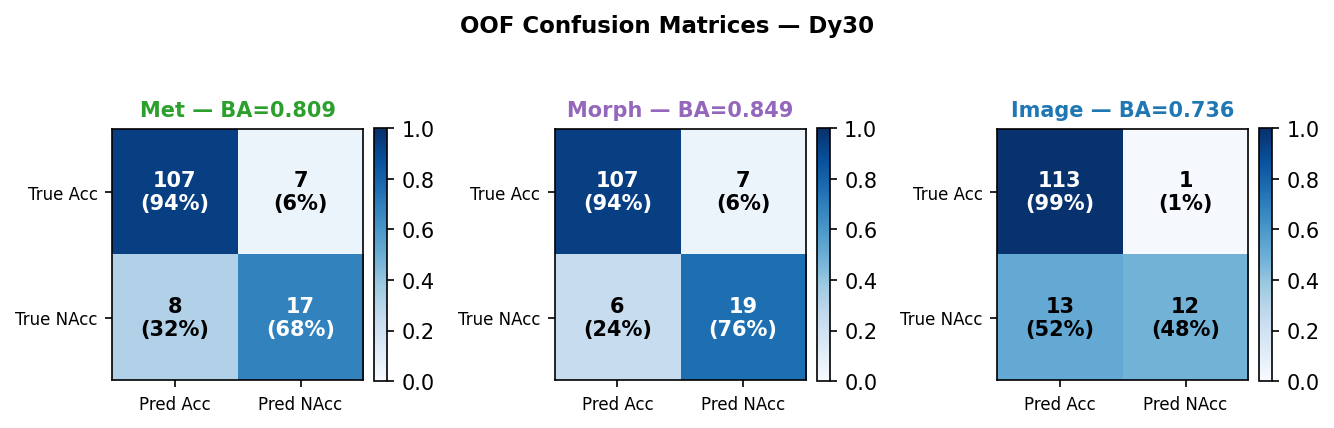 OOF Confusion Matrices — Dy30
Met — BA=0.809
True Acc
True NAcc
107
(94%)
7
(6%)
8
(32%)
17
(68%)
Pred Acc
Pred NAcc
1.0
0.8
0.6
0.4
0.2
0.0
Morph — BA=0.849
True Acc
True NAcc
107
(94%)
7
(6%)
6
(24%)
19
(76%)
Pred Acc
Pred NAcc
1.0
0.8
0.6
0.4
0.2
0.0
Image — BA=0.736
True Acc
True NAcc
113
(99%)
1
(1%)
13
(52%)
12
(48%)
Pred Acc
Pred NAcc
1.0
0.8
0.6
0.4
0.2
0.0